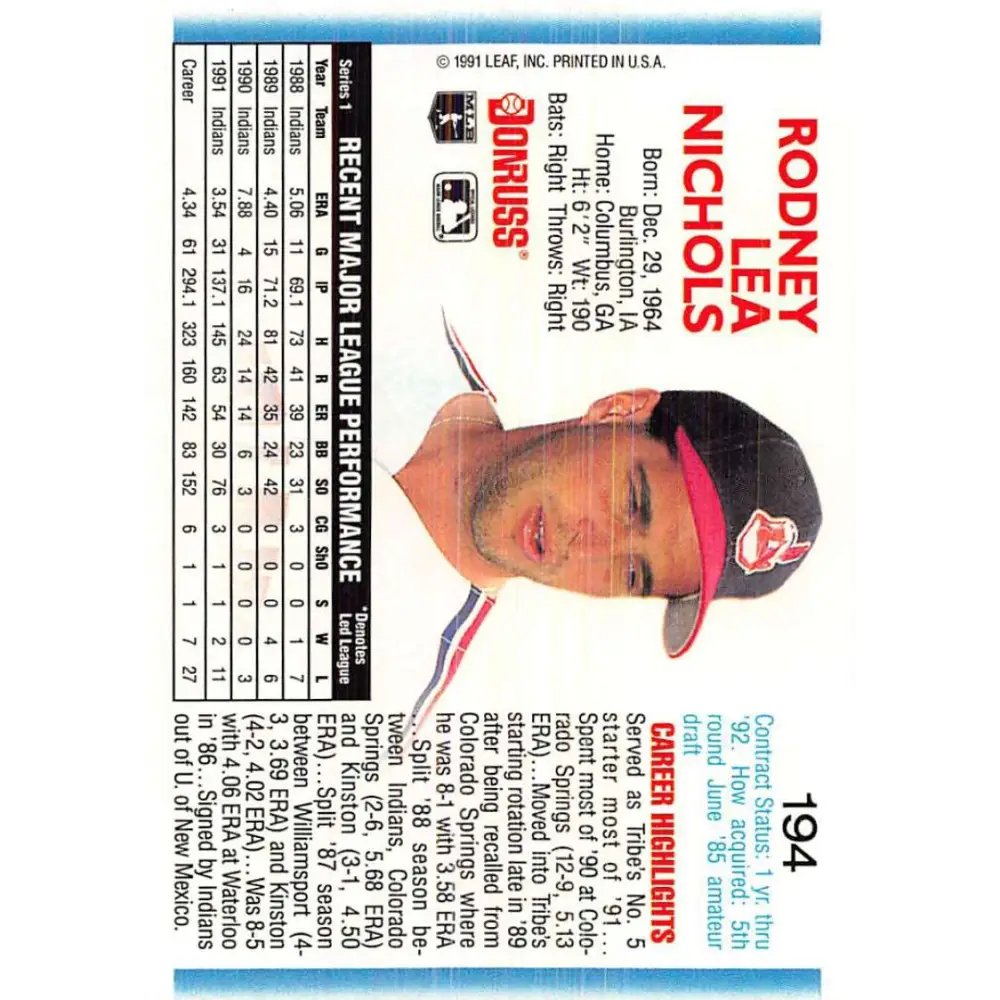 RODNEY
LEA
NICHOLS
Born: Dec. 29, 1964
Burlington, IA
Home: Columbus, GA
Ht: 6'2" Wt: 190
Bats: Right Throws: Right
DONRUSS®
MLB
© 1991 LEAF, INC. PRINTED IN U.S.A.
194
Contract Status: 1 yr. thru
'92. How acquired: 5th
round June '85 amateur
draft
CAREER HIGHLIGHTS
Served as Tribe's No. 5
starter most of '91...
Spent most of '90 at Colo-
rado Springs (12-9, 5.13
ERA)...Moved into Tribe's
starting rotation late in '89
after being recalled from
Colorado Springs where
he was 8-1 with 3.58 ERA
...Split '88 season be-
tween Indians, Colorado
Springs (2-6, 5.68 ERA)
and Kinston (3-1, 4.50
ERA)...Split '87 season
between Williamsport (4-
3, 3.69 ERA) and Kinston
(4-2, 4.02 ERA)...Was 8-5
with 4.06 ERA at Waterloo
in '86...Signed by Indians
out of U. of New Mexico.
Series 1 RECENT MAJOR LEAGUE PERFORMANCE *Denotes
Led League
Year Team ERA G IP H R ER BB SO CG ShO S W L
1988 Indians 5.06 11 69.1 73 41 39 23 31 3 0 0 1 7
1989 Indians 4.40 15 71.2 81 42 35 24 42 0 0 0 4 6
1990 Indians 7.88 4 16 24 14 14 6 3 0 0 0 0 3
1991 Indians 3.54 31 137.1 145 63 54 30 76 3 1 1 2 11
Career 4.34 61 294.1 323 160 142 83 152 6 1 1 7 27